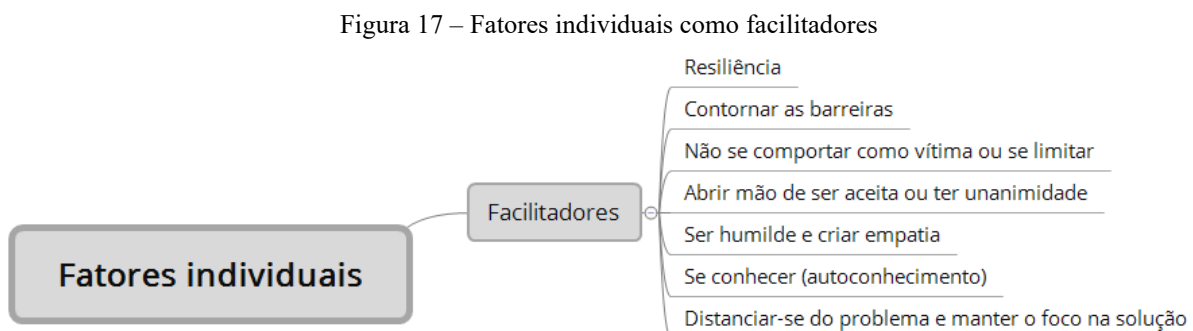 Figura 17 – Fatores individuais como facilitadores
Resiliência
Contornar as barreiras
Não se comportar como vítima ou se limitar
Abrir mão de ser aceita ou ter unanimidade
Facilitadores
Ser humilde e criar empatia
Fatores individuais
Se conhecer (autoconhecimento)
Distanciar-se do problema e manter o foco na solução